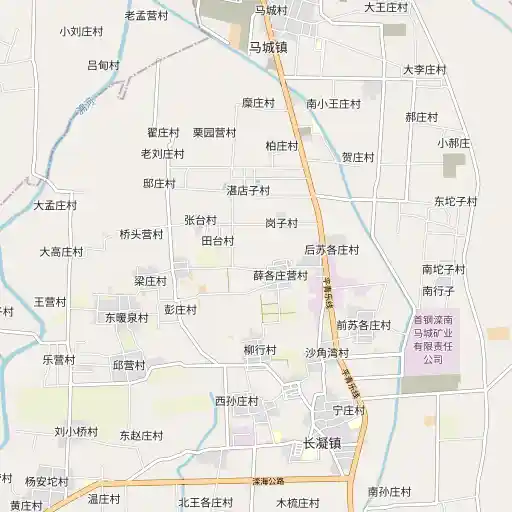 老孟营村
马城村
大王庄村
小刘庄村
马城镇
吕甸村
大李庄村
糜庄村
南小王庄村
郝庄村
翟庄村
栗园营村
柏庄村
小郝庄
老刘庄村
贺庄村
邱庄村
湛店子村
大孟庄村
东坨子村
张台村
岗子村
桥头营村
田台村
大高庄村
后苏各庄村
南坨子村
薛各庄营村
梁庄村
平青乐线
南行子
王营村
东暖泉村
彭庄村
前苏各庄村
首钢滦南
马城矿业
有限责任
公司
乐营村
邱营村
柳行村
沙角湾村
平青乐线
西孙庄村
宁庄村
刘小桥村
东赵庄村
长凝镇
杨安坨村
滦海公路
黄庄村
温庄村
北王各庄村
木梳庄村
南孙庄村